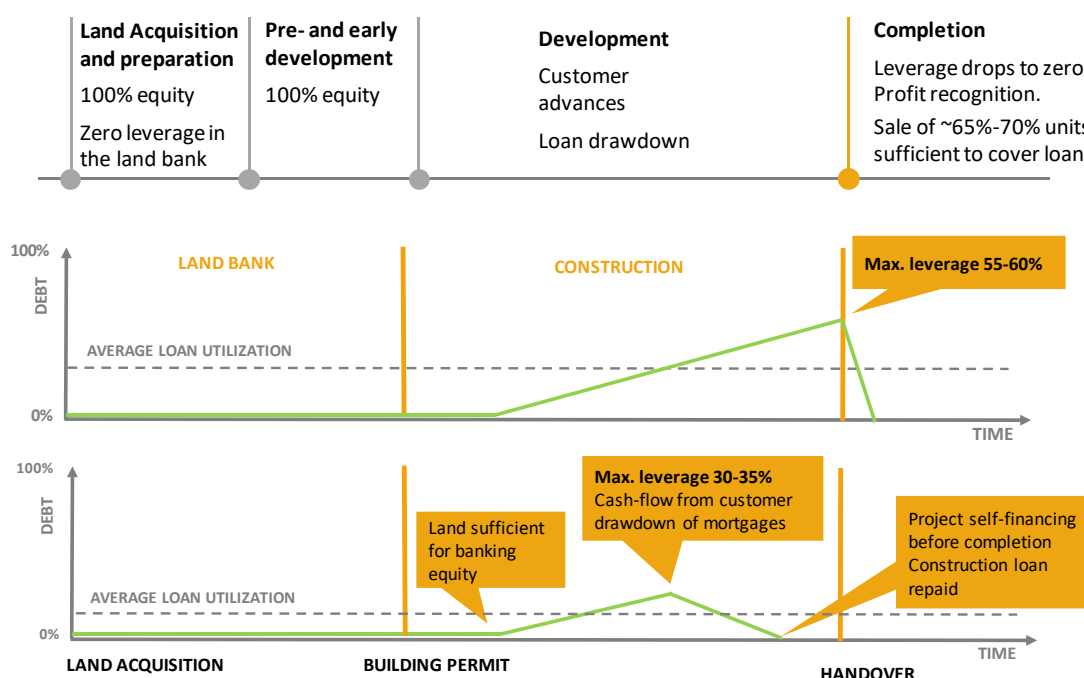 Land Acquisition
and preparation
100% equity
Zero leverage in
the land bank
Pre- and early
development
100% equity
Development
Customer
advances
Loan drawdown
Completion
Leverage drops to zero
Profit recognition.
Sale of ~65%-70% units
sufficient to cover loan
100%
DEBT
LAND BANK
CONSTRUCTION
Max. leverage 55-60%
AVERAGE LOAN UTILIZATION
0%
TIME
100%
DEBT
Max. leverage 30-35%
Cash-flow from customer
drawdown of mortgages
Land sufficient
for banking
equity
Project self-financing
before completion
Construction loan
repaid
AVERAGE LOAN UTILIZATION
0%
TIME
LAND ACQUISITION
BUILDING PERMIT
HANDOVER